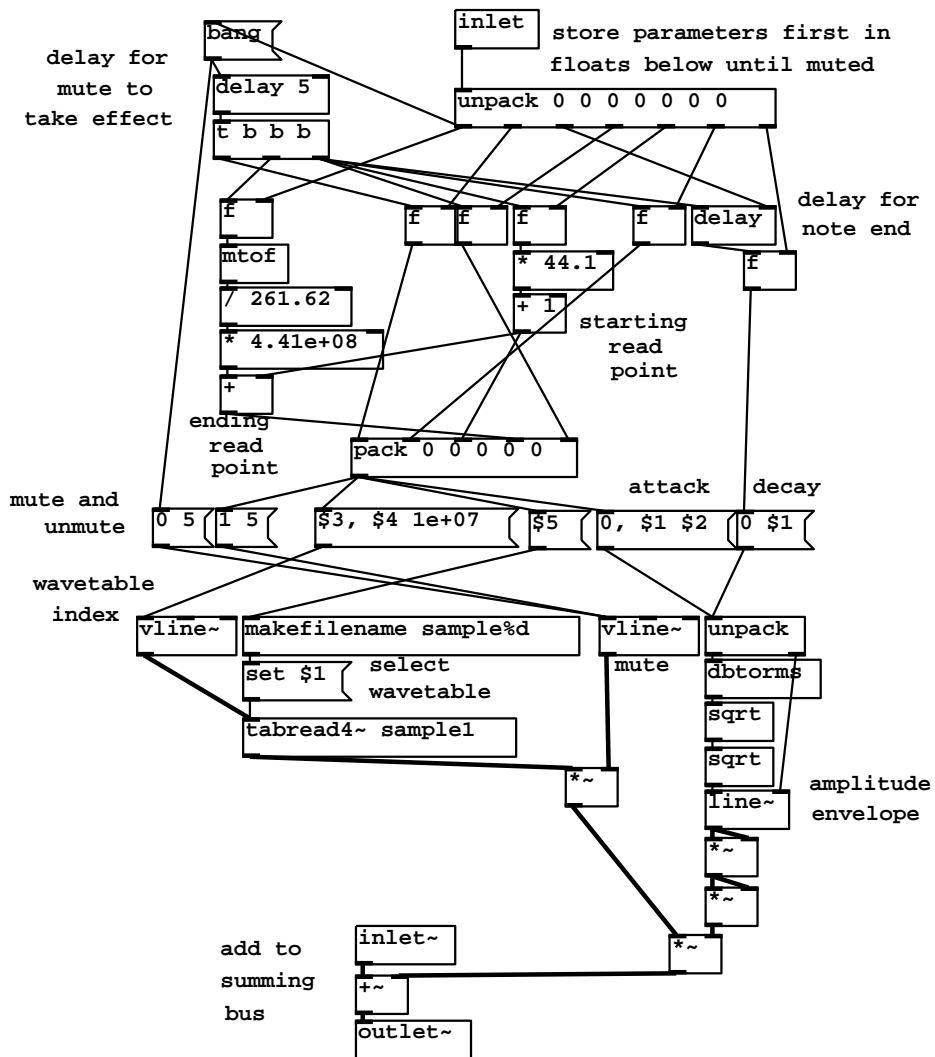 bang
inlet
store parameters first in
floats below until muted
delay for
mute to
take effect
delay 5
unpack 0 0 0 0 0 0 0
t b b b
f
f
f
f
f
delay
delay for
note end
mtof
* 44.1
f
/ 261.62
+ 1
starting
read
point
* 4.41e+08
+
ending
read
point
pack 0 0 0 0 0
mute and
unmute
attack
decay
0 5
1 5
$3, $4 1e+07
$5
0, $1 $2
0 $1
wavetable
index
vline~
makefilename sample%d
vline~
unpack
set $1
select
wavetable
mute
dbtorms
tabread4~ sample1
sqrt
sqrt
*~
line~
amplitude
envelope
*~
*~
add to
summing
bus
inlet~
*~
+~
outlet~